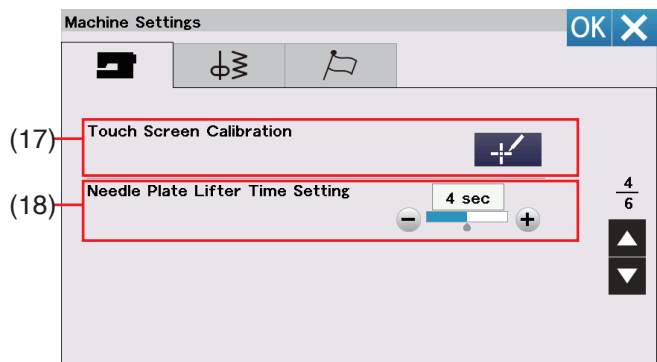 Machine Settings
OK
(17) Touch Screen Calibration
(18) Needle Plate Lifter Time Setting
4 sec
4
6